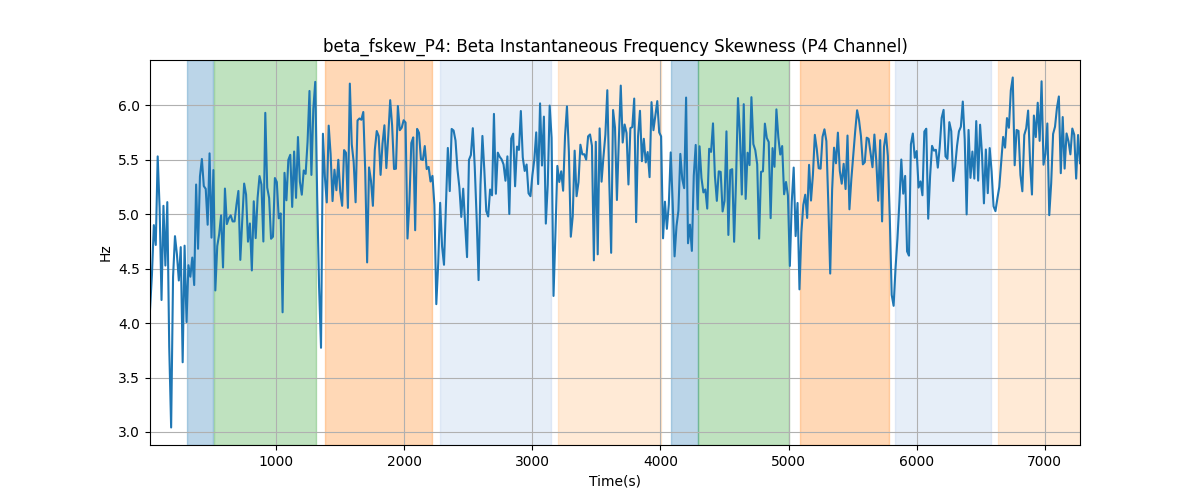 beta_fskew_P4: Beta Instantaneous Frequency Skewness (P4 Channel)
Hz
6.0
5.5
5.0
4.5
4.0
3.5
3.0
1000 2000 3000 4000 5000 6000 7000
Time(s)